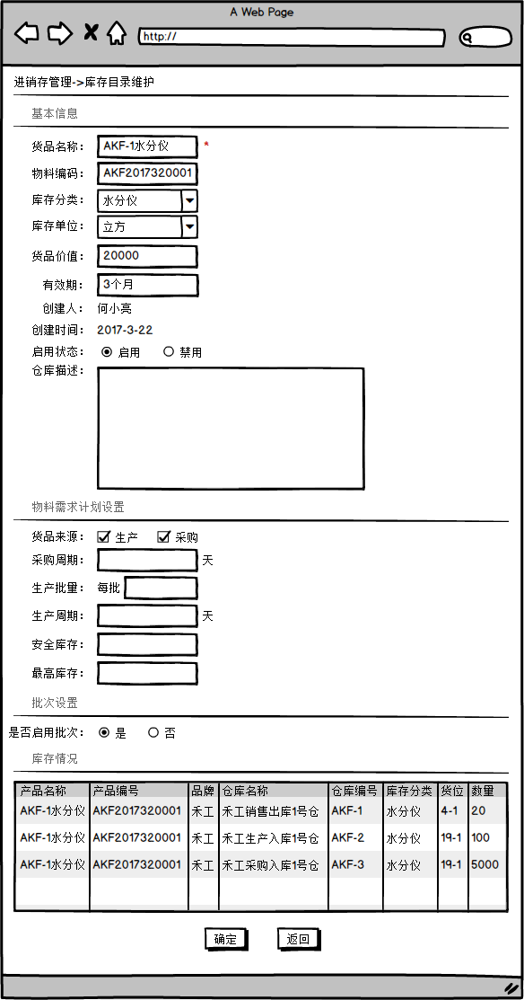 A Web Page
http://
进销存管理->库存目录维护
基本信息
货品名称： AKF-1水分仪 *
物料编码： AKF2017320001
库存分类： 水分仪
库存单位： 立方
货品价值： 20000
有效期： 3个月
创建人： 何小亮
创建时间： 2017-3-22
启用状态： 启用 禁用
仓库描述：
物料需求计划设置
货品来源： 生产 采购
采购周期： 天
生产批量： 每批
生产周期： 天
安全库存：
最高库存：
批次设置
是否启用批次： 是 否
库存情况
产品名称 产品编号 品牌 仓库名称 仓库编号 库存分类 货位 数量
AKF-1水分仪 AKF2017320001 禾工 禾工销售出库1号仓 AKF-1 水分仪 4-1 20
AKF-1水分仪 AKF2017320001 禾工 禾工生产入库1号仓 AKF-2 水分仪 19-1 100
AKF-1水分仪 AKF2017320001 禾工 禾工采购入库1号仓 AKF-3 水分仪 19-1 5000
确定 返回